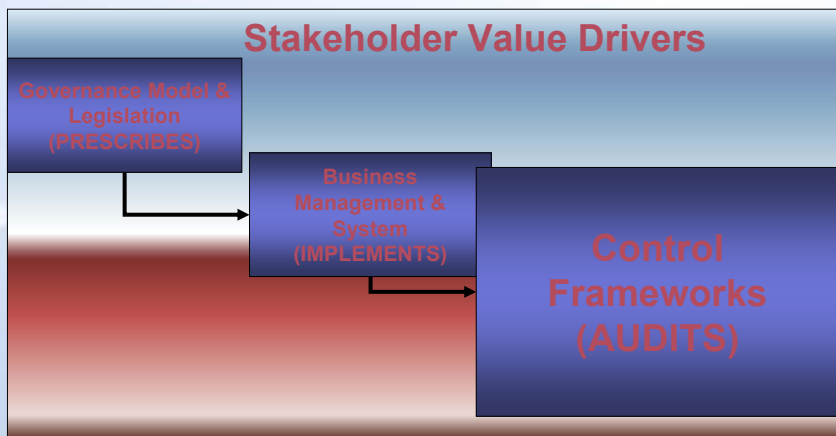 Stakeholder Value Drivers
Governance Model &
Legislation
(PRESCRIBES)
Business
Management &
System
(IMPLEMENTS)
Control
Frameworks
(AUDITS)